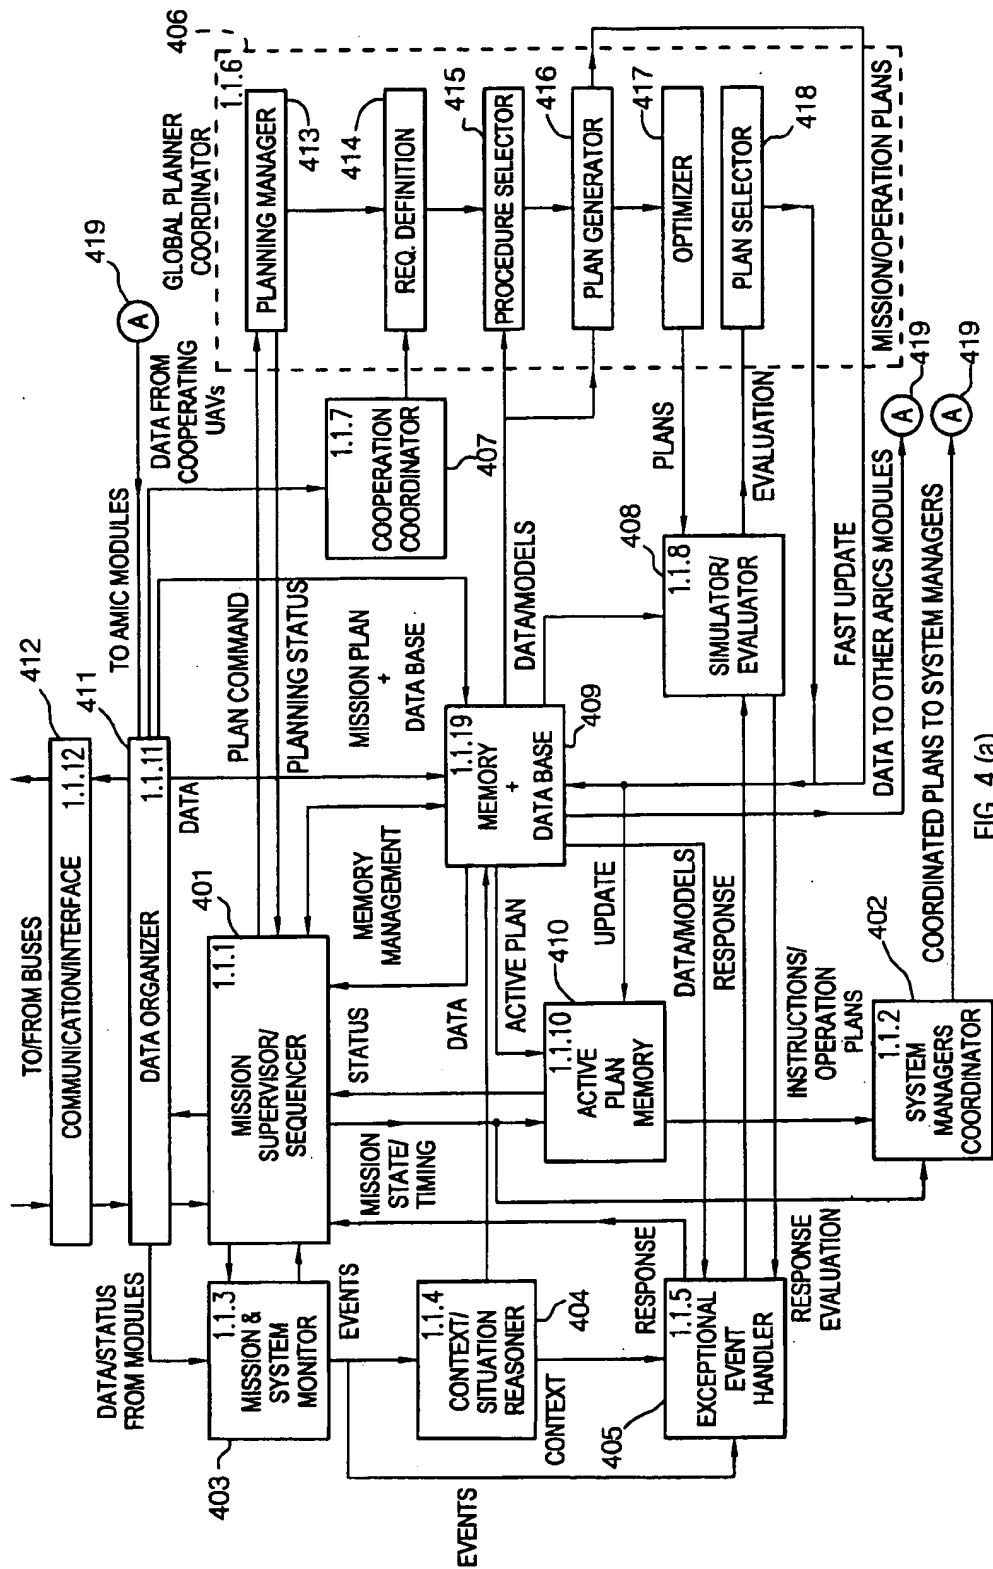 TO/FROM BUSES
412
COMMUNICATION/INTERFACE
1.1.12
411
DATA ORGANIZER
1.1.11
TO AMIC MODULES
DATA FROM
COOPERATING
UAVs
A
419
GLOBAL PLANNER
COORDINATOR
1.1.6
406
DATA/STATUS
FROM MODULES
DATA
401
1.1.1
MISSION
SUPERVISOR/
SEQUENCER
PLAN COMMAND
PLANNING STATUS
PLANNING MANAGER
413
1.1.3
MISSION &
SYSTEM
MONITOR
403
MEMORY
MANAGEMENT
MISSION PLAN
+
DATA BASE
1.1.7
COOPERATION
COORDINATOR
407
REQ. DEFINITION
414
EVENTS
STATUS
MISSION
STATE/
TIMING
DATA
1.1.4
CONTEXT/
SITUATION
REASONER
404
ACTIVE PLAN
1.1.19
MEMORY
+
DATA BASE
409
DATA/MODELS
PROCEDURE SELECTOR
415
PLAN GENERATOR
416
EVENTS
CONTEXT
RESPONSE
1.1.10
ACTIVE
PLAN
MEMORY
410
UPDATE
DATA/MODELS
RESPONSE
1.1.8
SIMULATOR/
EVALUATOR
408
PLANS
OPTIMIZER
417
EVALUATION
PLAN SELECTOR
418
405
1.1.5
EXCEPTIONAL
EVENT
HANDLER
RESPONSE
EVALUATION
INSTRUCTIONS/
OPERATION
PLANS
FAST UPDATE
MISSION/OPERATION PLANS
402
1.1.2
SYSTEM
MANAGERS
COORDINATOR
DATA TO OTHER ARICS MODULES
A
419
COORDINATED PLANS TO SYSTEM MANAGERS
A
419
FIG. 4 (a)